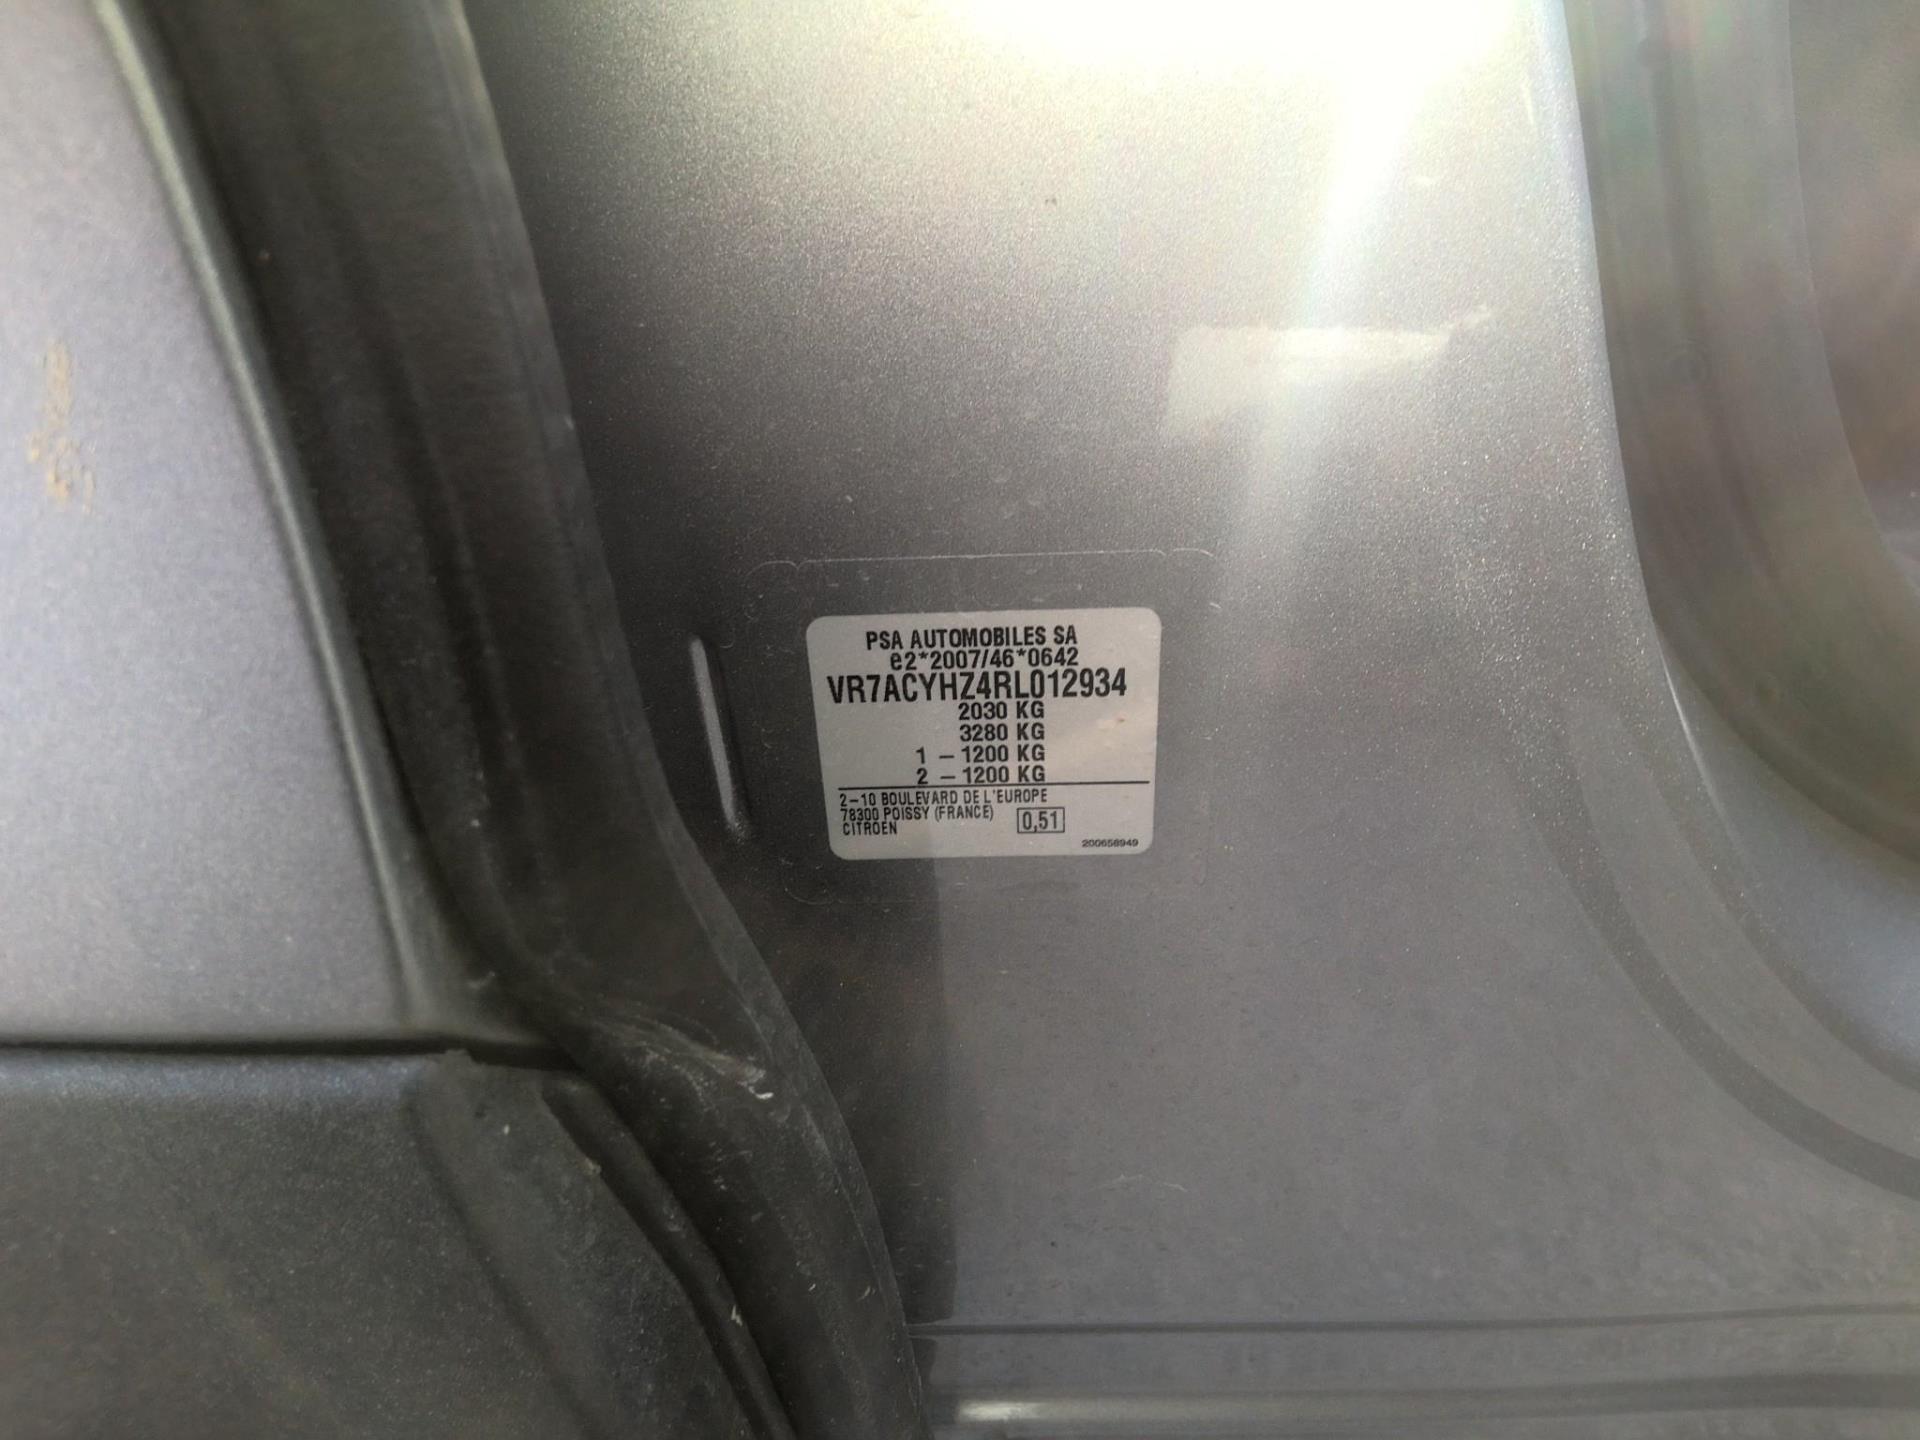 PSA AUTOMOBILES SA
e2*2007/46*0642
VR7ACYHZ4RL012934
2030 KG
3280 KG
1 – 1200 KG
2 – 1200 KG
2-10 BOULEVARD DE L'EUROPE
78300 POISSY (FRANCE)
CITROEN
0,51
200658949